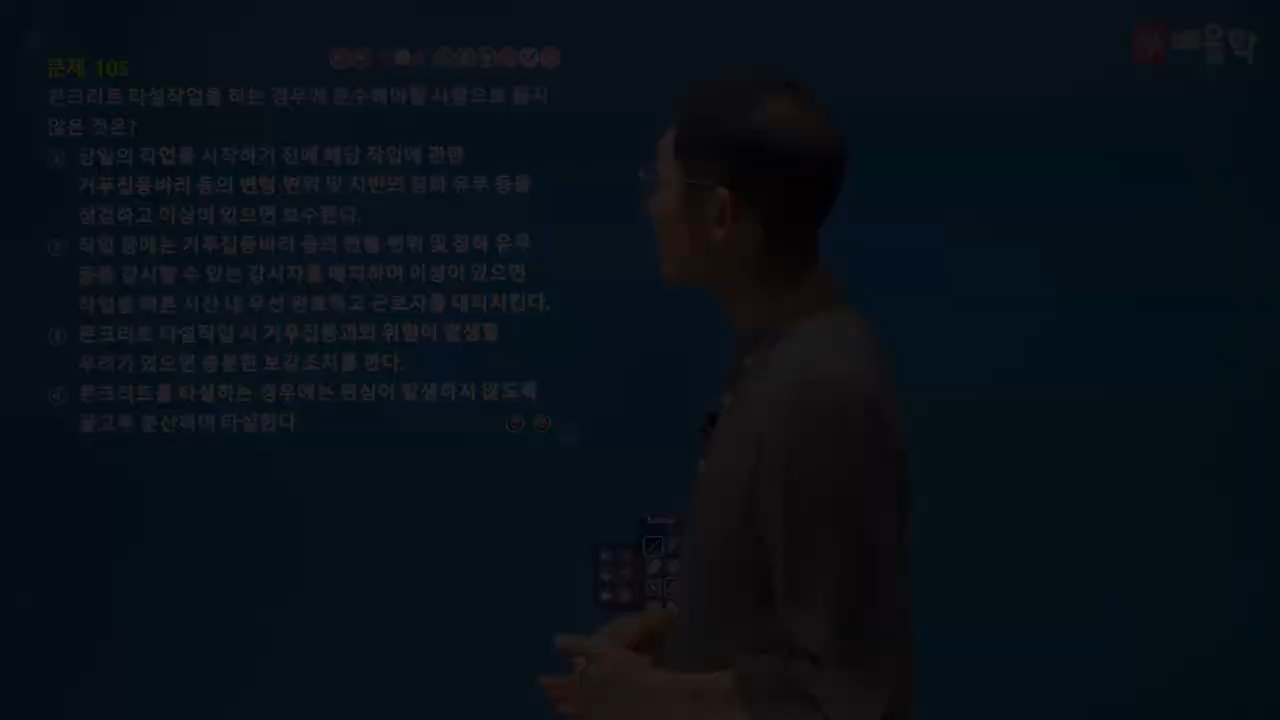 문제 105
콘크리트 타설작업을 하는 경우에 준수해야할 사항으로 옳지
않은 것은?
① 당일의 작업을 시작하기 전에 해당 작업에 관한
거푸집동바리 등의 변형·변위 및 지반의 침하 유무 등을
점검하고 이상이 있으면 보수한다.
② 작업 중에는 거푸집동바리 등의 변형·변위 및 침하 유무
등을 감시할 수 있는 감시자를 배치하여 이상이 있으면
작업을 빠른 시간 내 우선 완료하고 근로자를 대피시킨다.
③ 콘크리트 타설작업 시 거푸집붕괴의 위험이 발생할
우려가 있으면 충분한 보강조치를 한다.
④ 콘크리트를 타설하는 경우에는 편심이 발생하지 않도록
골고루 분산하여 타설한다
배울학